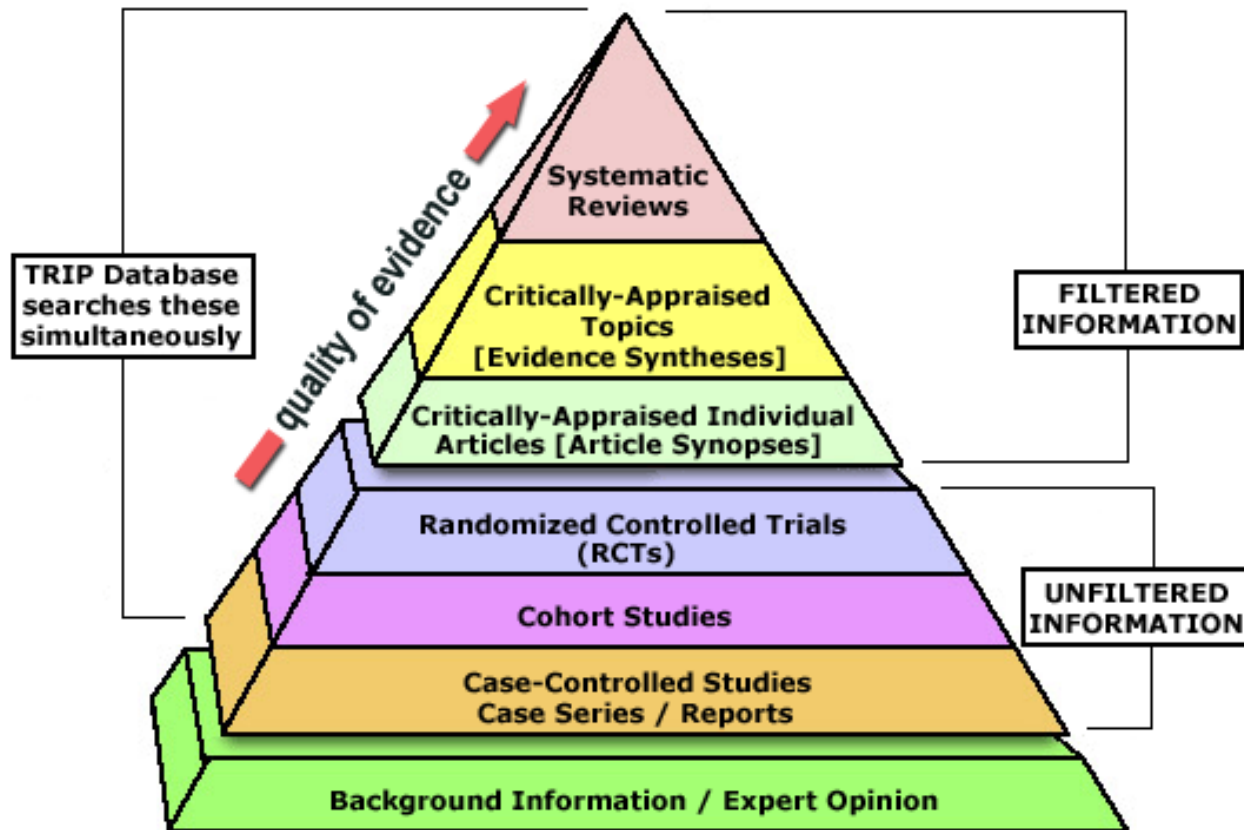 Systematic
Reviews
quality of evidence
TRIP Database
searches these
simultaneously
Critically-Appraised
Topics
[Evidence Syntheses]
FILTERED
INFORMATION
Critically-Appraised Individual
Articles [Article Synopses]
Randomized Controlled Trials
(RCTs)
UNFILTERED
INFORMATION
Cohort Studies
Case-Controlled Studies
Case Series / Reports
Background Information / Expert Opinion